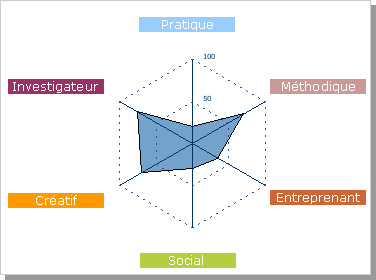 Pratique
100
Investigateur
Méthodique
50
Créatif
Entreprenant
Social